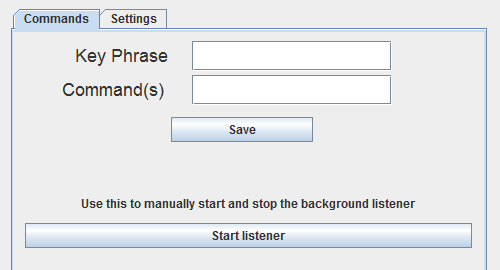 Commands Settings
Key Phrase
Command(s)
Save
Use this to manually start and stop the background listener
Start listener